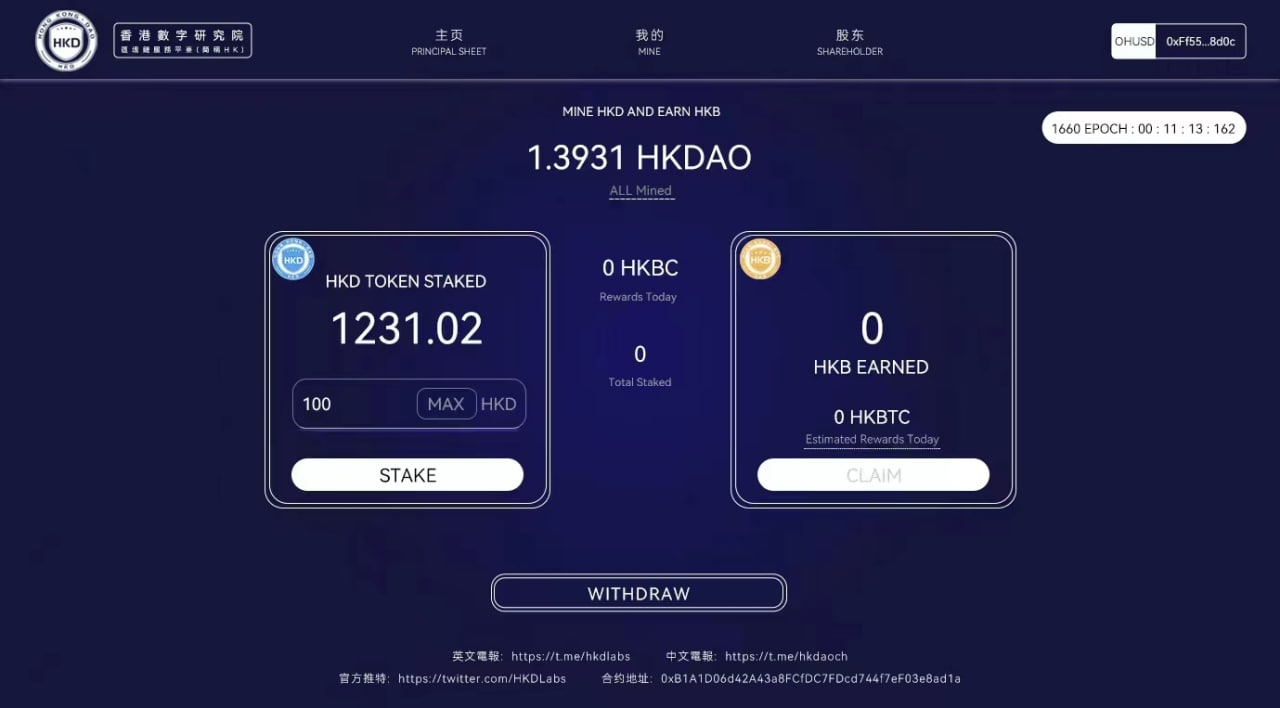 HONG KONG · DAO
HKD
HKD
香港數字研究院
區塊鏈服務平臺(簡稱HK)
主页
PRINCIPAL SHEET
我的
MINE
股东
SHAREHOLDER
OHUSD
0xFf55...8d0c
MINE HKD AND EARN HKB
1660 EPOCH : 00 : 11 : 13 : 162
1.3931 HKDAO
ALL Mined
HKD
HKD TOKEN STAKED
1231.02
100
MAX
HKD
STAKE
0 HKBC
Rewards Today
0
Total Staked
HKB
0
HKB EARNED
0 HKBTC
Estimated Rewards Today
CLAIM
WITHDRAW
英文電報: https://t.me/hkdlabs 中文電報: https://t.me/hkdaoch
官方推特: https://twitter.com/HKDLabs 合约地址: 0xB1A1D06d42A43a8FCfDC7FDcd744f7eF03e8ad1a